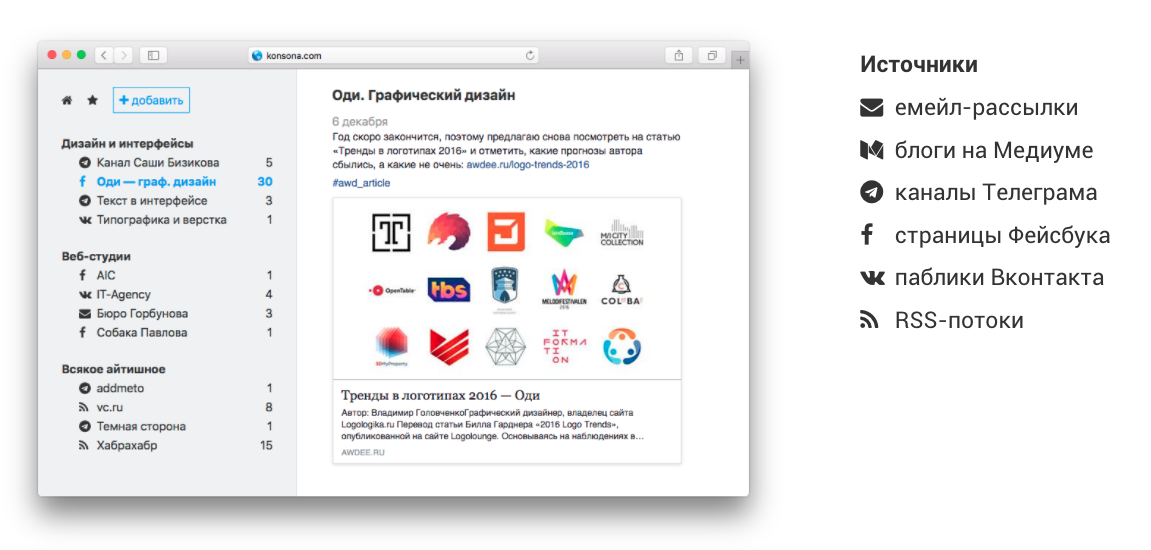 konsona.com
+ добавить
Дизайн и интерфейсы
Канал Саши Бизикова 5
Оди — граф. дизайн 30
Текст в интерфейсе 3
Типографика и верстка 1
Веб-студии
AIC 1
IT-Agency 4
Бюро Горбунова 3
Собака Павлова 1
Всякое айтишное
addmeto 1
vc.ru 8
Темная сторона 1
Хабрахабр 15
Оди. Графический дизайн
6 декабря
Год скоро закончится, поэтому предлагаю снова посмотреть на статью
«Тренды в логотипах 2016» и отметить, какие прогнозы автора
сбылись, а какие не очень: awdee.ru/logo-trends-2016
#awd_article
MIAMI CITY
COLLECTION
OpenTable
tbs
MELODIFESTIVALEN
2016
COL BA
IT
FORMA
TION
3DMyProperty
Тренды в логотипах 2016 — Оди
Автор: Владимир ГоловченкоГрафический дизайнер, владелец сайта
Logologika.ru Перевод статьи Билла Гарднера «2016 Logo Trends»,
опубликованной на сайте Logolounge. Основываясь на наблюдениях в...
AWDEE.RU
Источники
емейл-рассылки
блоги на Медиуме
каналы Телеграма
страницы Фейсбука
паблики Вконтакта
RSS-потоки